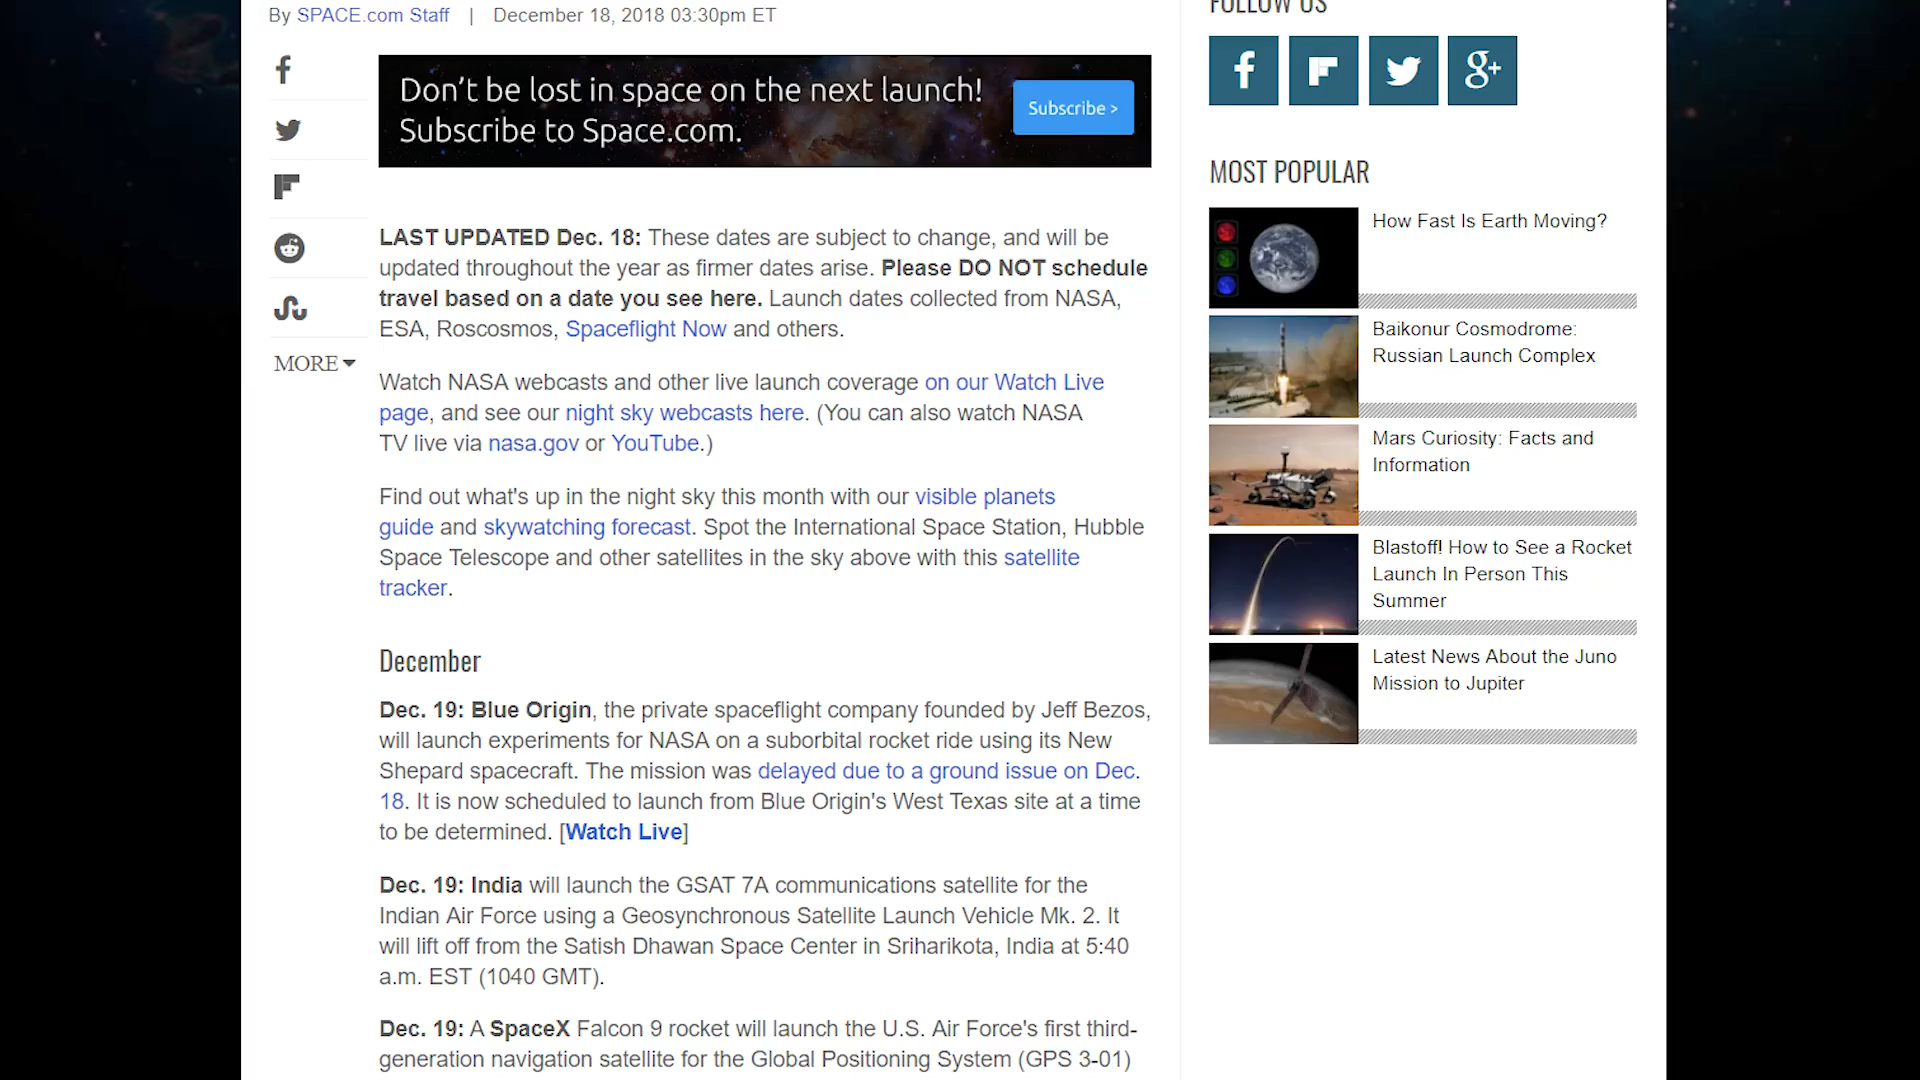 By SPACE.com Staff | December 18, 2018 03:30pm ET
Don't be lost in space on the next launch!
Subscribe to Space.com.
Subscribe >
MORE
LAST UPDATED Dec. 18: These dates are subject to change, and will be
updated throughout the year as firmer dates arise. Please DO NOT schedule
travel based on a date you see here. Launch dates collected from NASA,
ESA, Roscosmos, Spaceflight Now and others.
Watch NASA webcasts and other live launch coverage on our Watch Live
page, and see our night sky webcasts here. (You can also watch NASA
TV live via nasa.gov or YouTube.)
Find out what's up in the night sky this month with our visible planets
guide and skywatching forecast. Spot the International Space Station, Hubble
Space Telescope and other satellites in the sky above with this satellite
tracker.
December
Dec. 19: Blue Origin, the private spaceflight company founded by Jeff Bezos,
will launch experiments for NASA on a suborbital rocket ride using its New
Shepard spacecraft. The mission was delayed due to a ground issue on Dec.
18. It is now scheduled to launch from Blue Origin's West Texas site at a time
to be determined. [Watch Live]
Dec. 19: India will launch the GSAT 7A communications satellite for the
Indian Air Force using a Geosynchronous Satellite Launch Vehicle Mk. 2. It
will lift off from the Satish Dhawan Space Center in Sriharikota, India at 5:40
a.m. EST (1040 GMT).
Dec. 19: A SpaceX Falcon 9 rocket will launch the U.S. Air Force's first third-
generation navigation satellite for the Global Positioning System (GPS 3-01)
FOLLOW US
MOST POPULAR
How Fast Is Earth Moving?
Baikonur Cosmodrome:
Russian Launch Complex
Mars Curiosity: Facts and
Information
Blastoff! How to See a Rocket
Launch In Person This
Summer
Latest News About the Juno
Mission to Jupiter